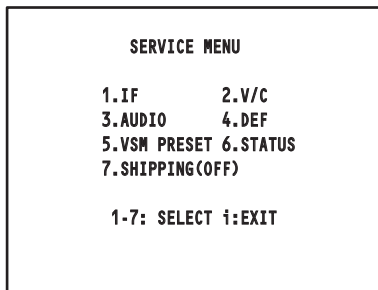 SERVICE MENU
1.IF 2.V/C
3.AUDIO 4.DEF
5.VSM PRESET 6.STATUS
7.SHIPPING(OFF)
1-7: SELECT i:EXIT